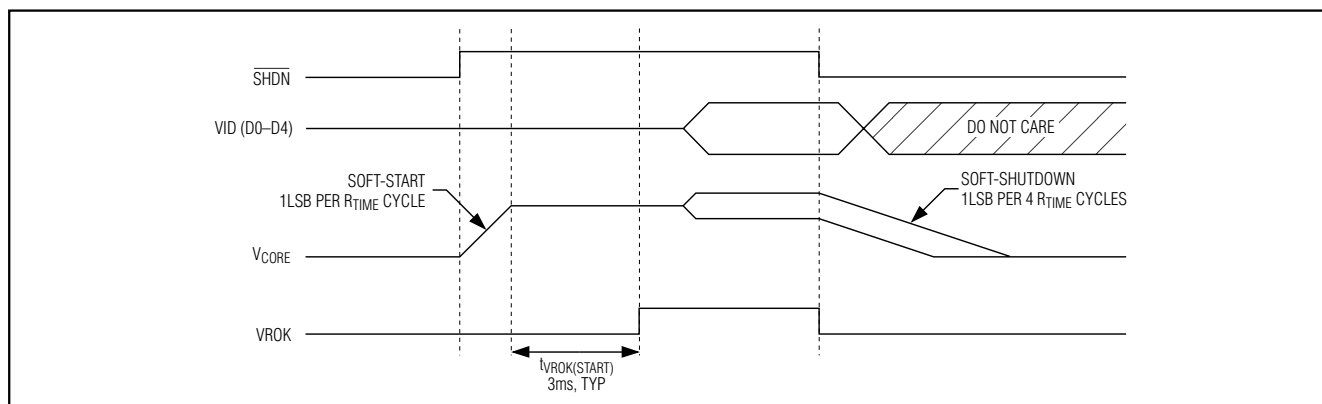 SHDN
VID (D0–D4)
DO NOT CARE
SOFT-START
1LSB PER RTIME CYCLE
SOFT-SHUTDOWN
1LSB PER 4 RTIME CYCLES
VCORE
VROK
tVROK(START)
3ms, TYP